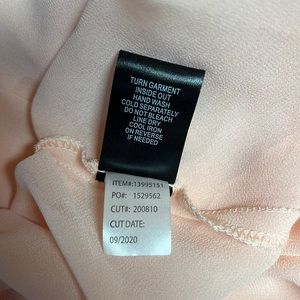 TURN GARMENT
INSIDE OUT
HAND WASH
COLD SEPARATELY
DO NOT BLEACH
LINE DRY
COOL IRON
ON REVERSE
IF NEEDED
ITEM#:13995151
PO#: 1529562
CUT#: 200810
CUT DATE:
09/2020